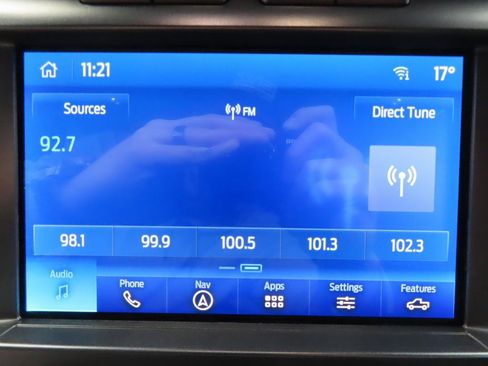 11:21 17°
Sources FM Direct Tune
92.7
98.1 99.9 100.5 101.3 102.3
Audio Phone Nav Apps Settings Features